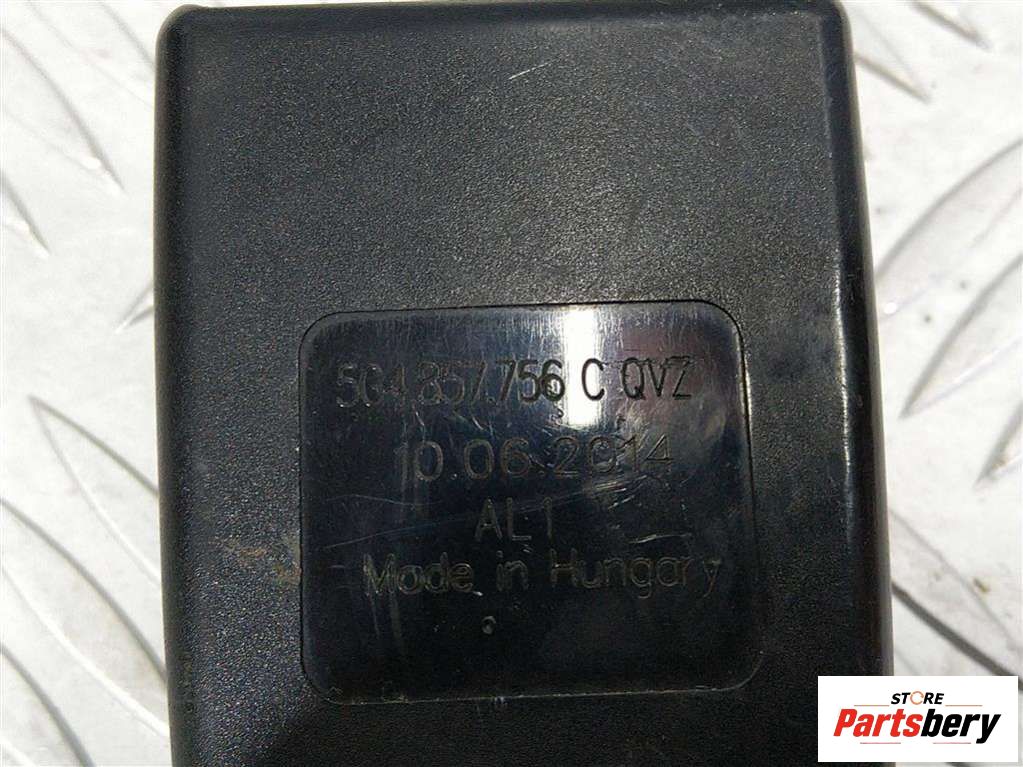 5G4.857.756 C QVZ
10.06.2014
AL1
Made in Hungary
STORE
Partsbery